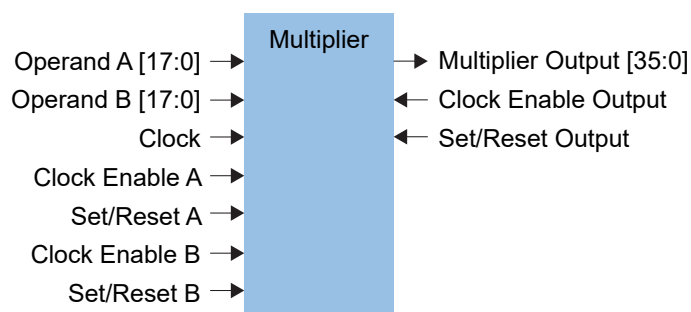 Multiplier
Operand A [17:0]
Operand B [17:0]
Clock
Clock Enable A
Set/Reset A
Clock Enable B
Set/Reset B
Multiplier Output [35:0]
Clock Enable Output
Set/Reset Output